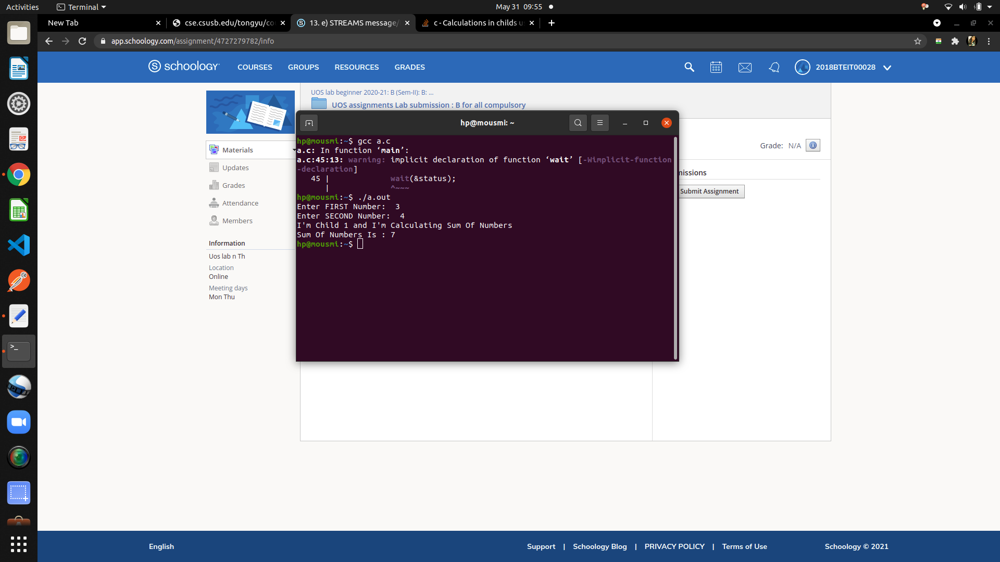 Activities
Terminal
May 31 09:55
New Tab
cse.csusb.edu/tongyu/co
13. e) STREAMS message/
c - Calculations in childs u
app.schoology.com/assignment/4727279782/info
schoology
COURSES
GROUPS
RESOURCES
GRADES
2018BTEIT00028
UOS lab beginner 2020-21: B (Sem-II): B: ...
UOS assignments Lab submission : B for all compulsory
Materials
Updates
Grades
Attendance
Members
Information
Uos lab n Th
Location
Online
Meeting days
Mon Thu
hp@mousmi: ~
hp@mousmi:~$ gcc a.c
a.c: In function ‘main’:
a.c:45:13: warning: implicit declaration of function ‘wait’ [-Wimplicit-function
-declaration]
45 | wait(&status);
| ^~~~
hp@mousmi:~$ ./a.out
Enter FIRST Number: 3
Enter SECOND Number: 4
I'm Child 1 and I'm Calculating Sum Of Numbers
Sum Of Numbers Is : 7
hp@mousmi:~$
Grade: N/A
missions
Submit Assignment
English
Support | Schoology Blog | PRIVACY POLICY | Terms of Use
Schoology © 2021